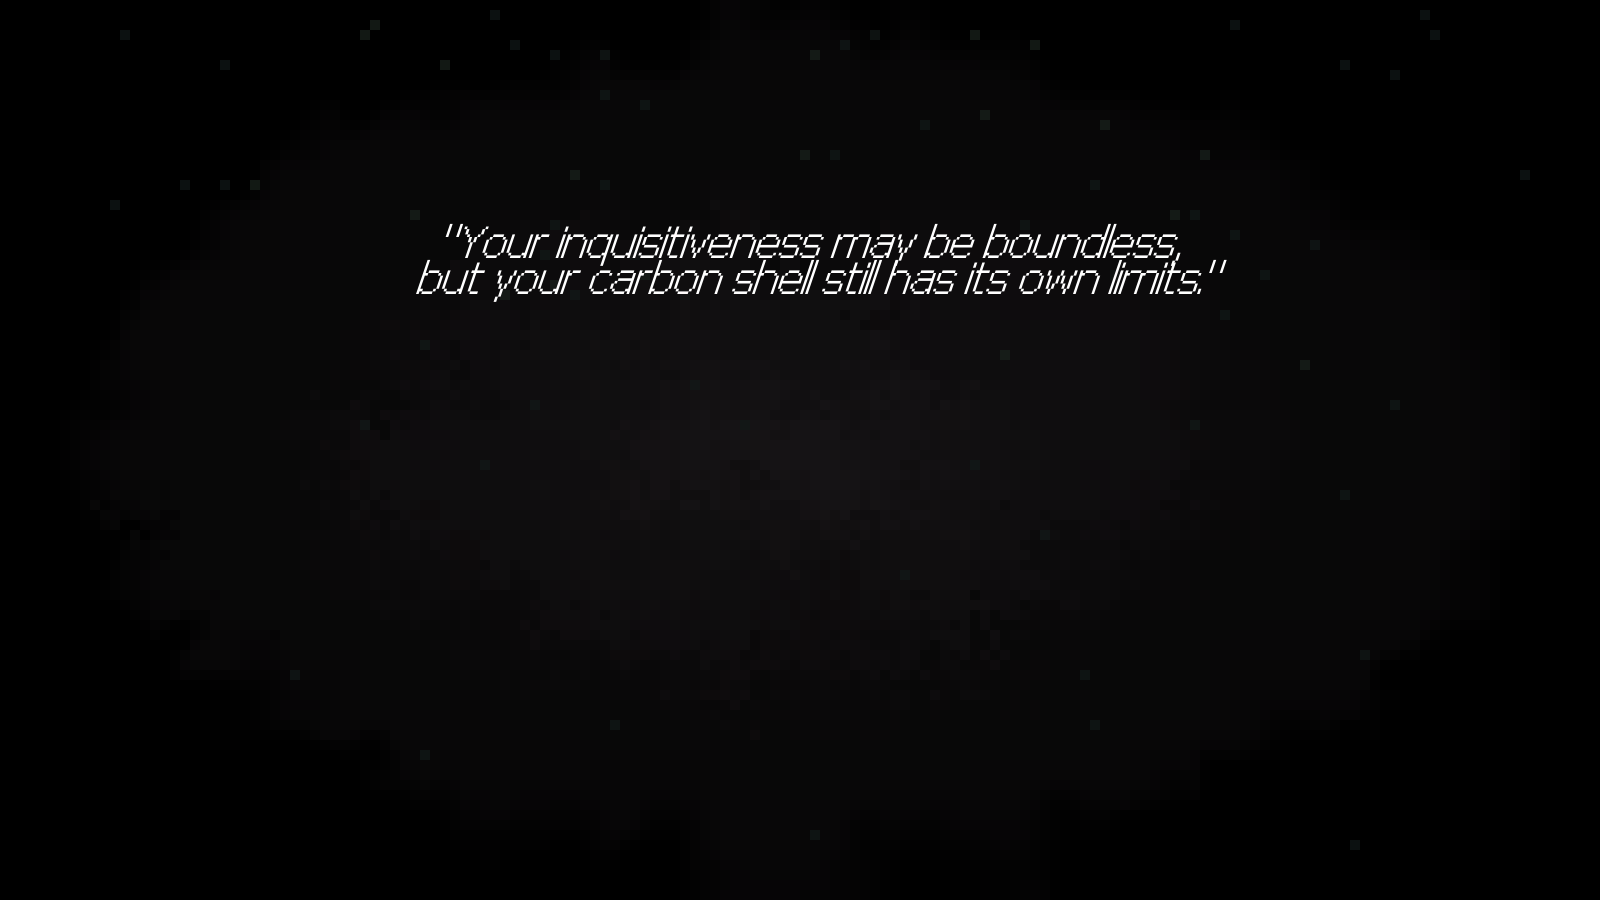 "Your inquisitiveness may be boundless,
but your carbon shell still has its own limits."